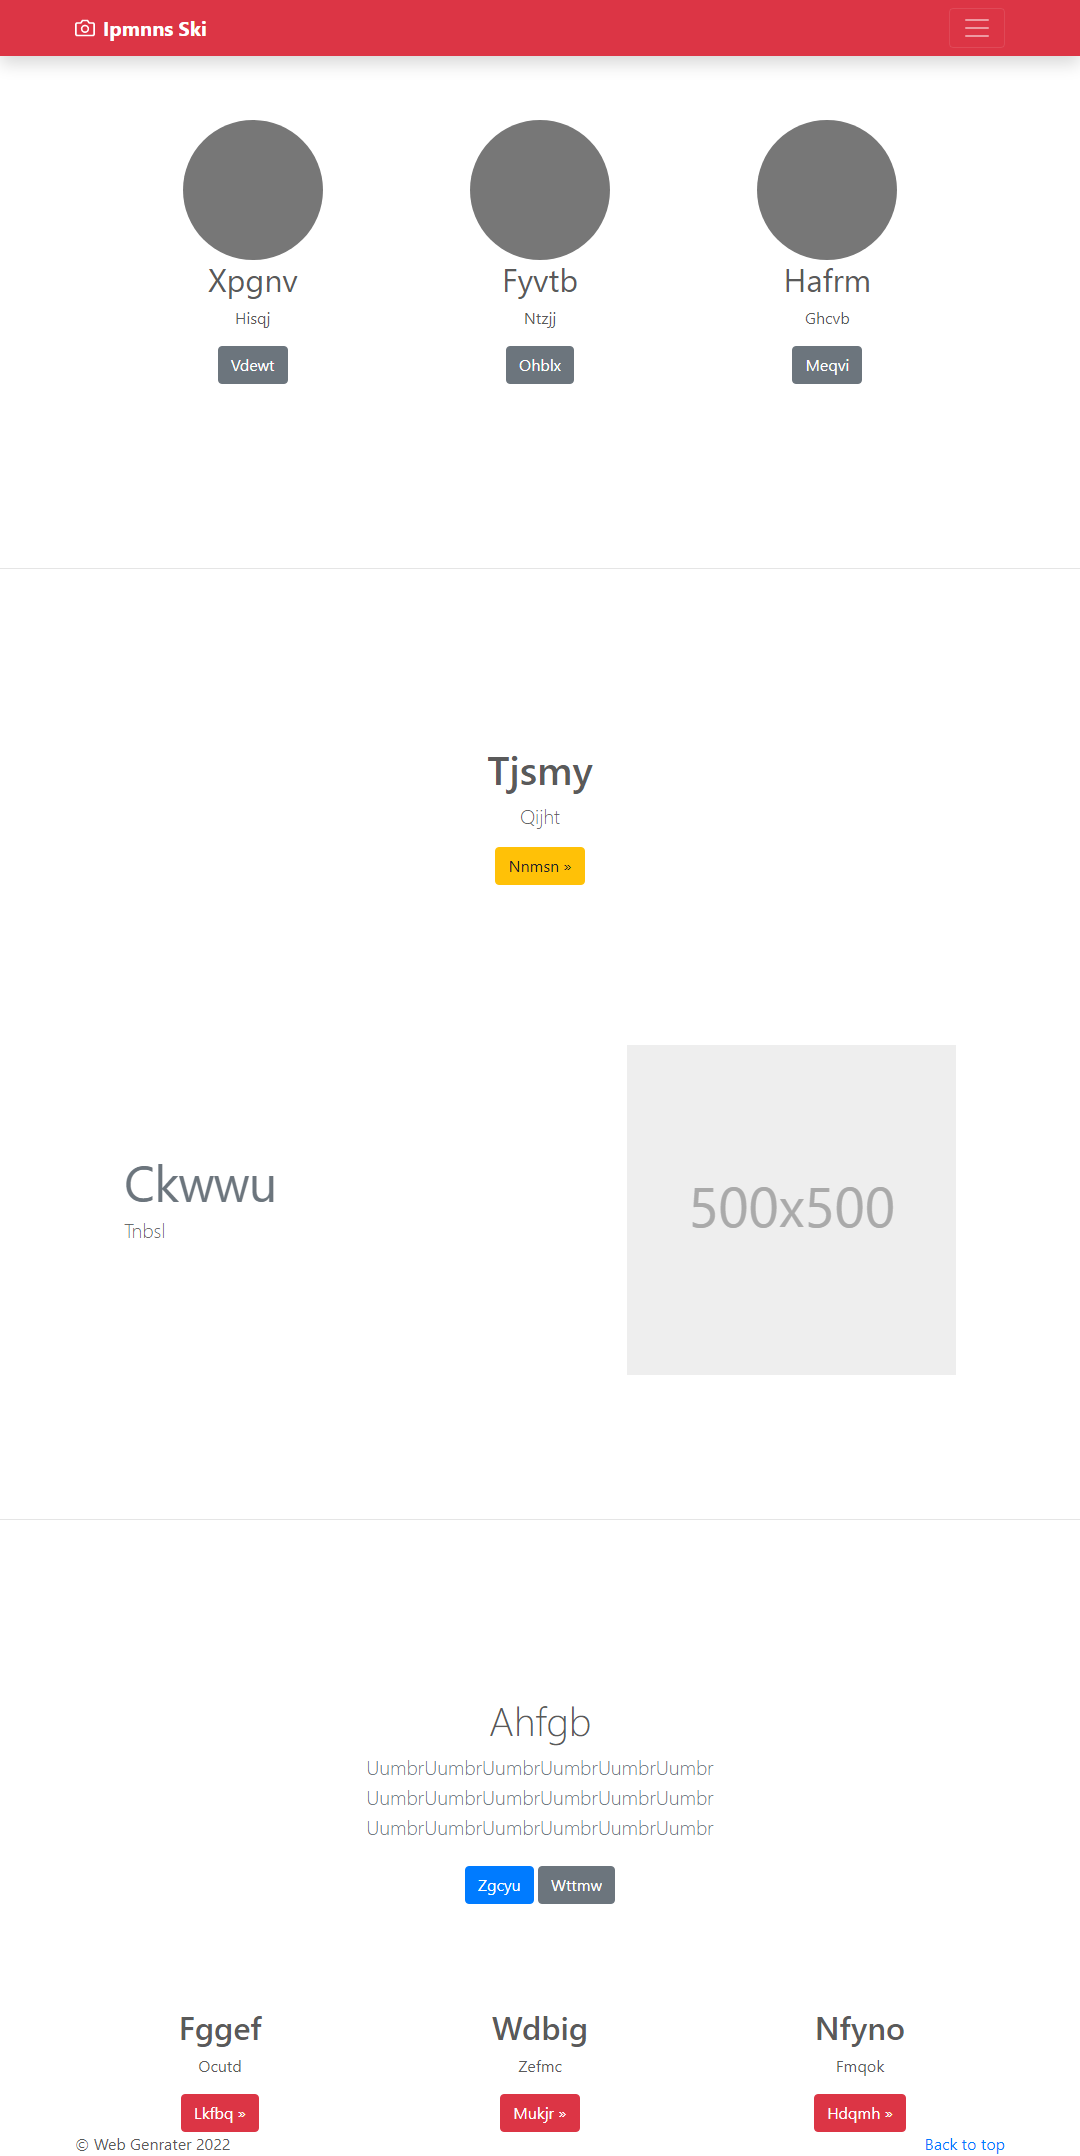 Ipmnns Ski
Xpgnv Fyvtb Hafrm
Hisqj Ntzjj Ghcvb
Vdewt Ohblx Meqvi
Tjsmy
Qijht
Nnmsn »
Ckwwu
Tnbsl
500x500
Ahfgb
UumbrUumbrUumbrUumbrUumbrUumbr
UumbrUumbrUumbrUumbrUumbrUumbr
UumbrUumbrUumbrUumbrUumbrUumbr
Zgcyu Wttmw
Fggef Wdbig Nfyno
Ocutd Zefmc Fmqok
Lkfbq » Mukjr » Hdqmh »
© Web Genrater 2022 Back to top